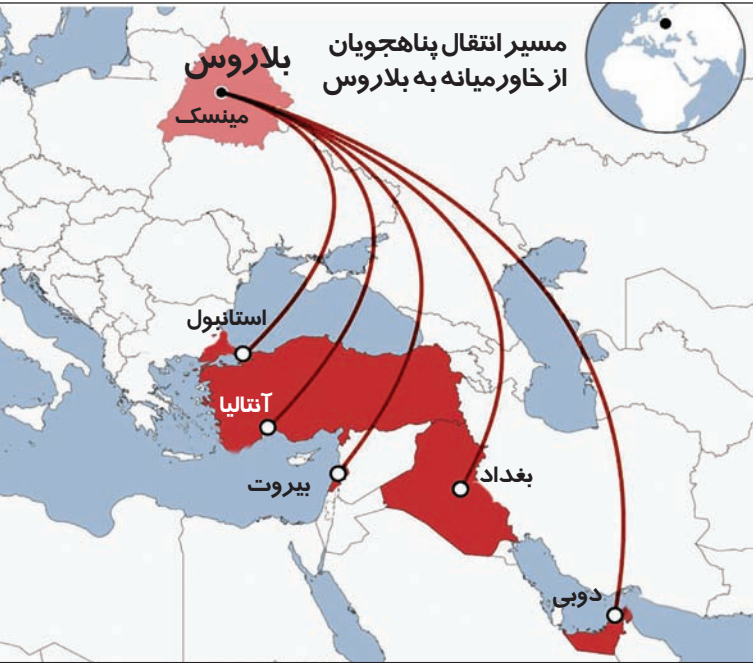 مسیر انتقال پناهجویان
از خاورمیانه به بلاروس
بلاروس
مینسک
استانبول
آنتالیا
بیروت
بغداد
دوبی